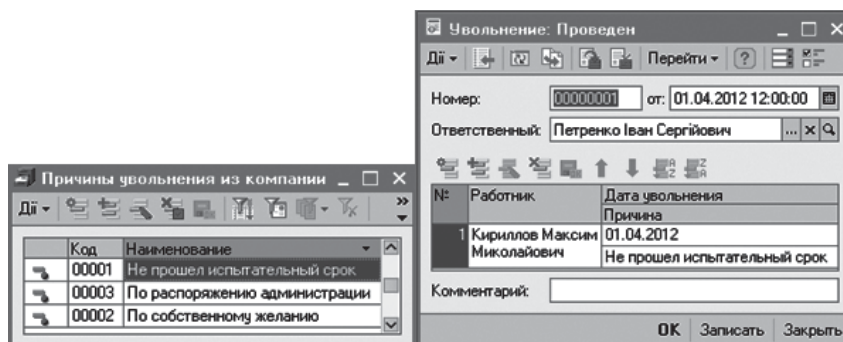 Увольнение: Проведен
Дії Перейти ?
Номер: 00000001 от: 01.04.2012 12:00:00
Ответственный: Петренко Іван Сергійович ... x
№ Работник Дата увольнения
Причина
1 Кириллов Максим Миколайович 01.04.2012
Не прошел испытательный срок
Комментарий:
OK Записать Закрыть
Причины увольнения из компании
Дії
Код Наименование
00001 Не прошел испытательный срок
00003 По распоряжению администрации
00002 По собственному желанию